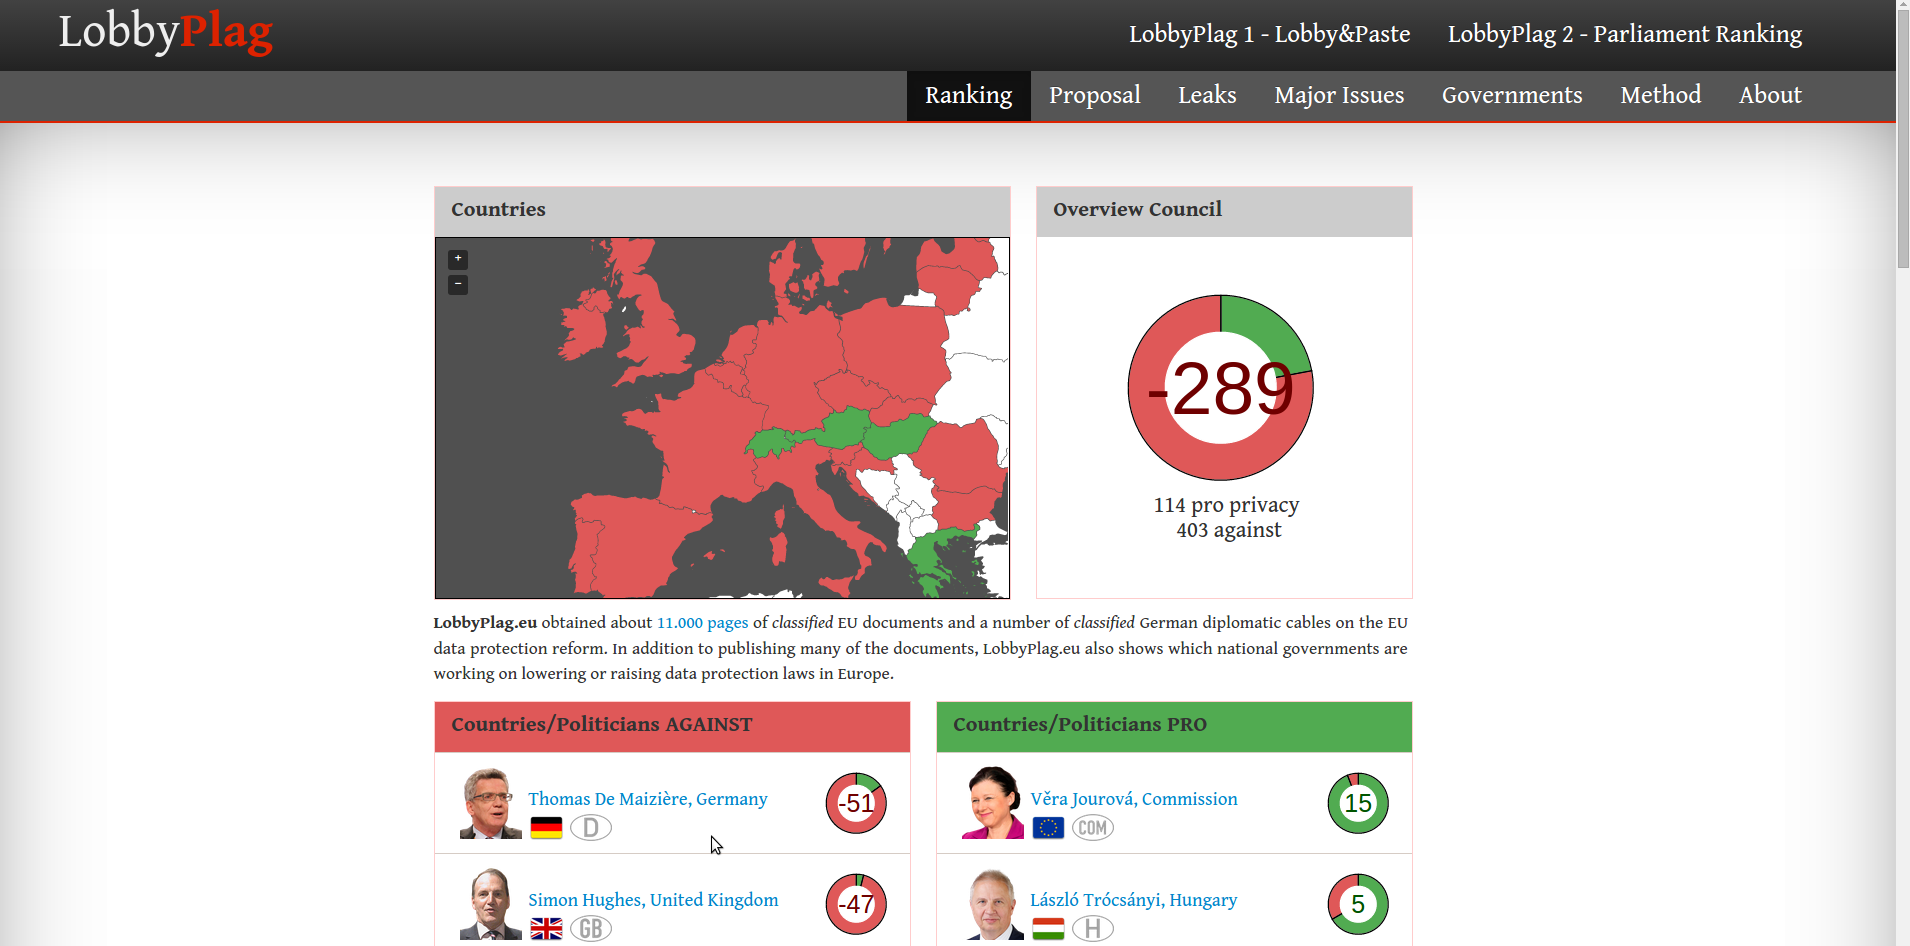 LobbyPlag
LobbyPlag 1 - Lobby&Paste LobbyPlag 2 - Parliament Ranking
Ranking Proposal Leaks Major Issues Governments Method About
Countries
+
−
Overview Council
-289
114 pro privacy
403 against
LobbyPlag.eu obtained about 11.000 pages of classified EU documents and a number of classified German diplomatic cables on the EU
data protection reform. In addition to publishing many of the documents, LobbyPlag.eu also shows which national governments are
working on lowering or raising data protection laws in Europe.
Countries/Politicians AGAINST
Thomas De Maizière, Germany
D
-51
Simon Hughes, United Kingdom
GB
-47
Countries/Politicians PRO
Věra Jourová, Commission
COM
15
László Trócsányi, Hungary
H
5